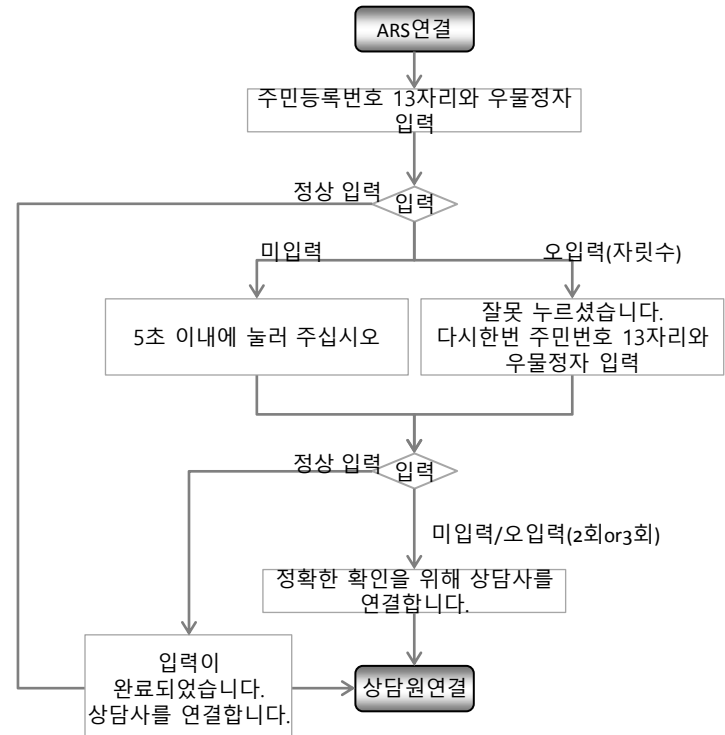 ARS연결
주민등록번호 13자리와 우물정자
입력
정상 입력
입력
미입력
오입력(자릿수)
5초 이내에 눌러 주십시오
잘못 누르셨습니다.
다시한번 주민번호 13자리와
우물정자 입력
정상 입력
입력
미입력/오입력(2회or3회)
정확한 확인을 위해 상담사를
연결합니다.
입력이
완료되었습니다.
상담사를 연결합니다.
상담원연결